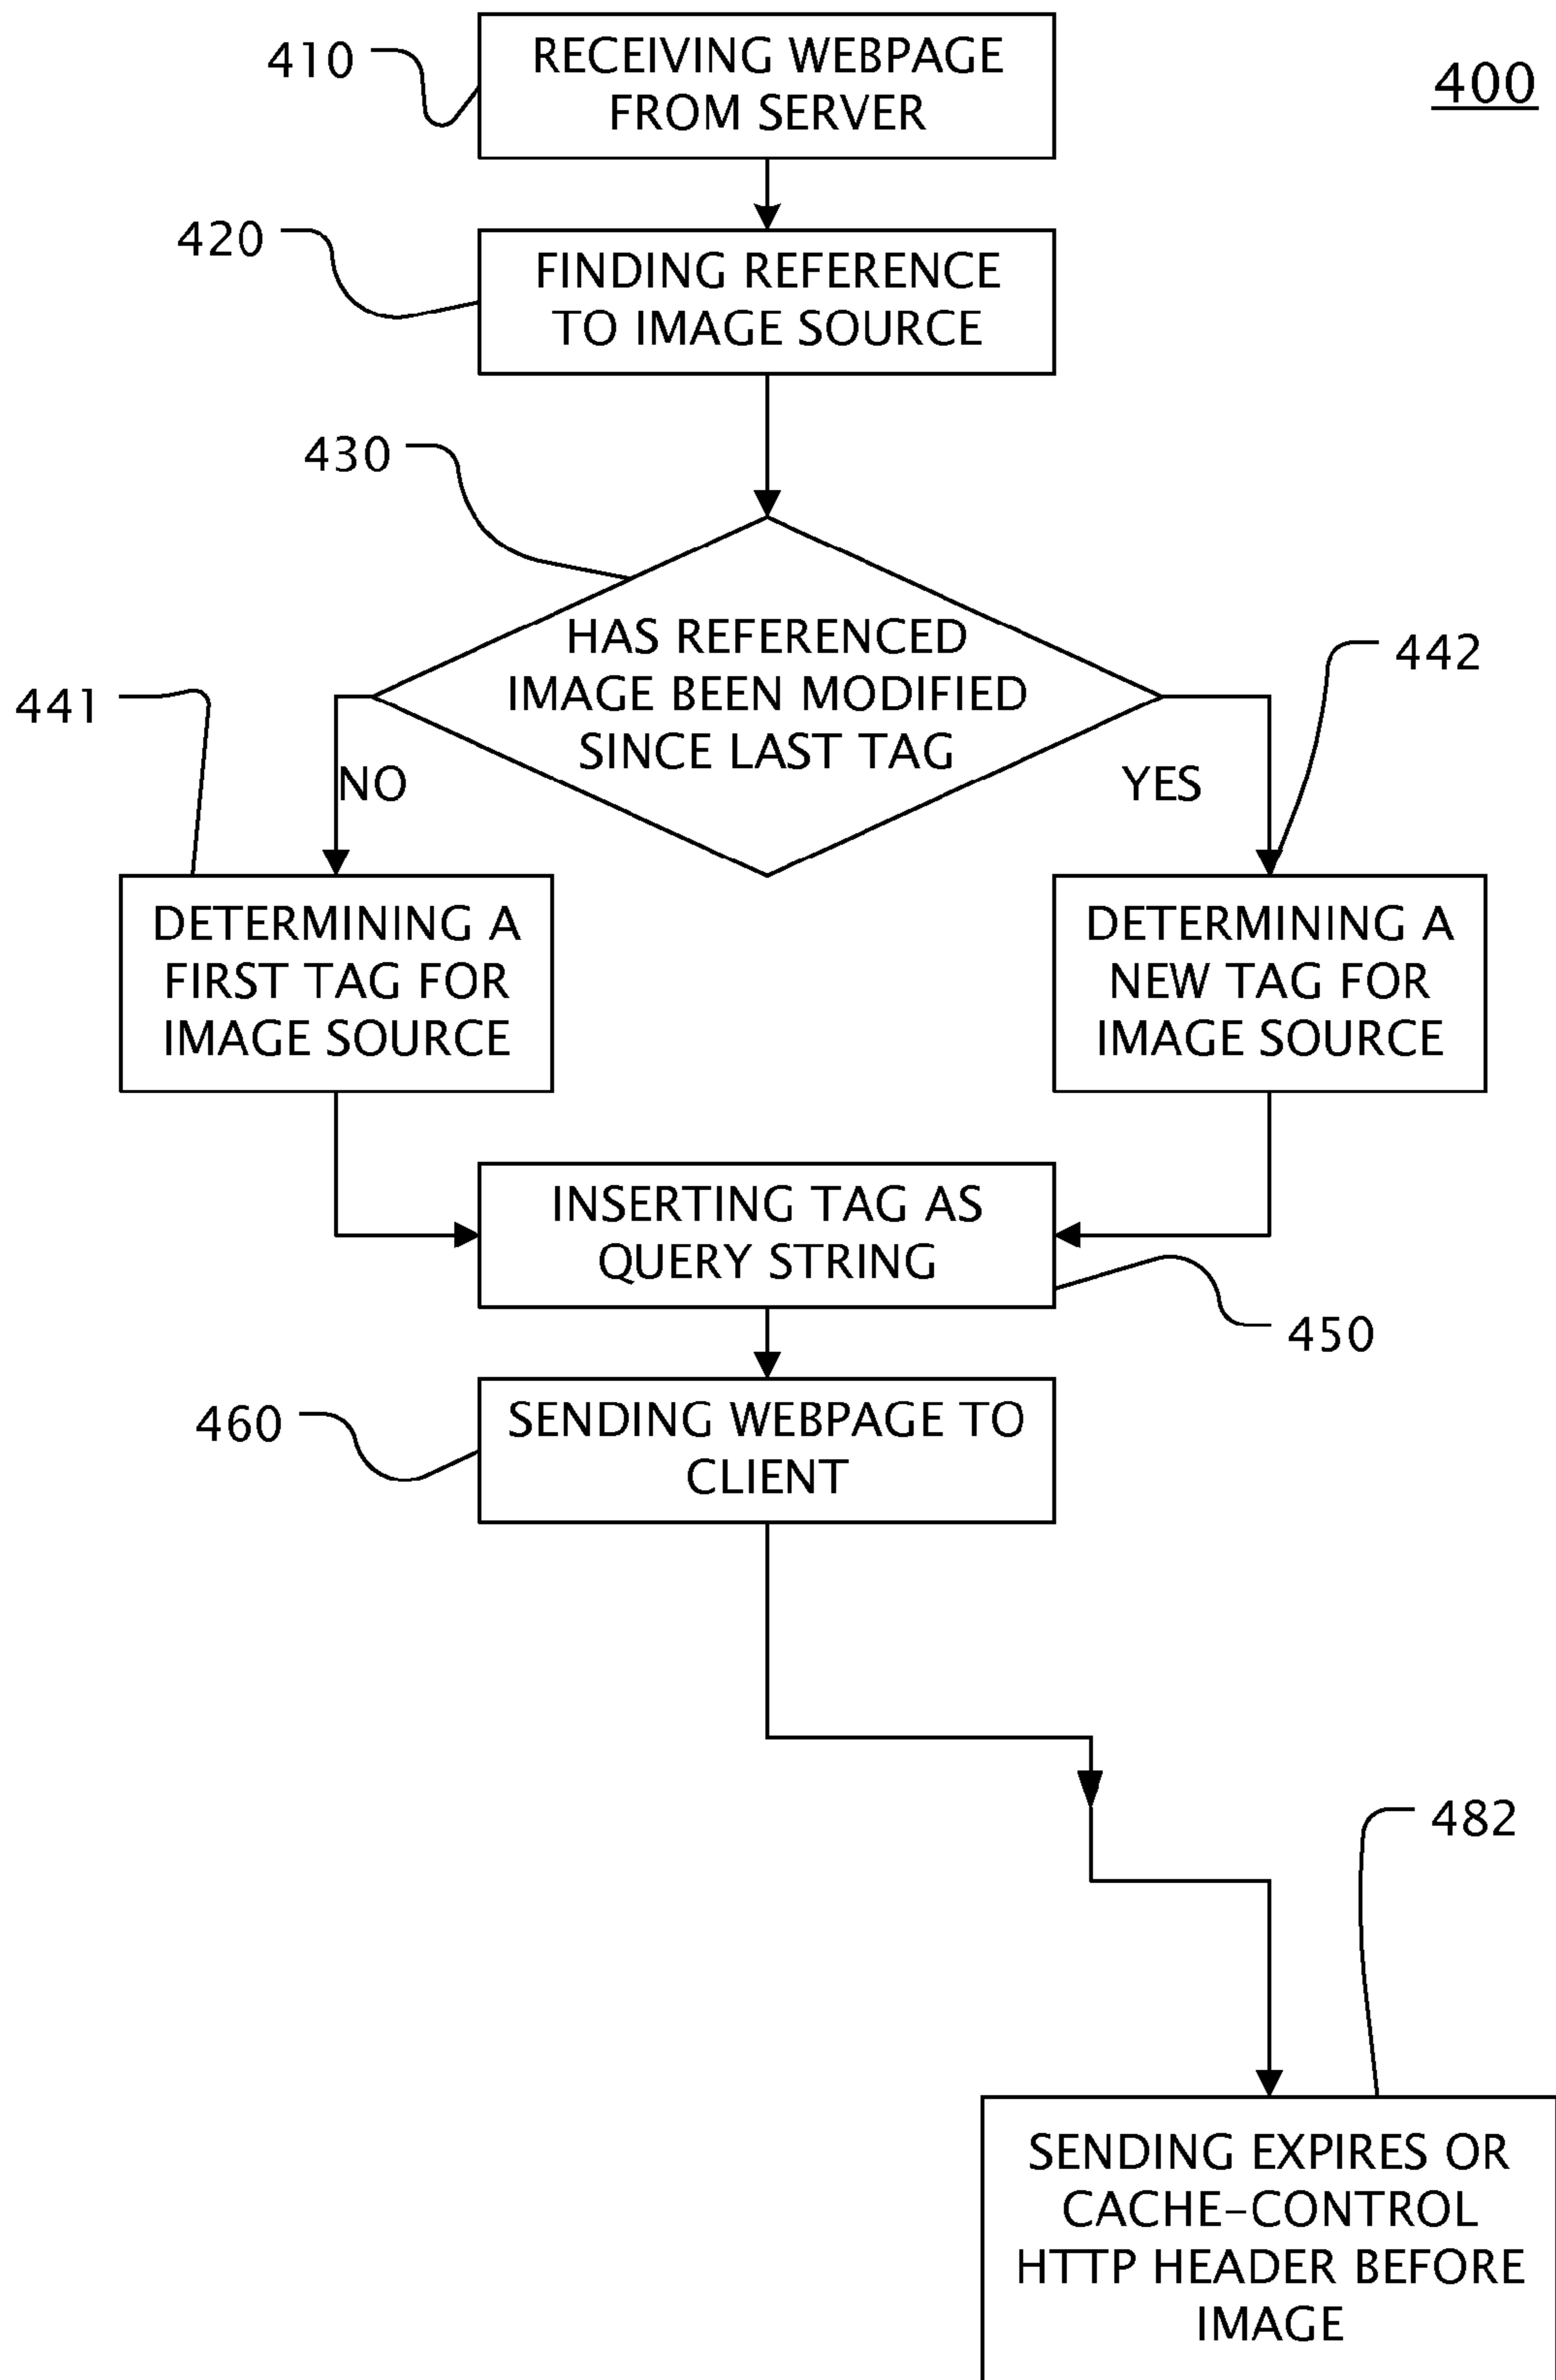 410
RECEIVING WEBPAGE
FROM SERVER
400
420
FINDING REFERENCE
TO IMAGE SOURCE
430
HAS REFERENCED
IMAGE BEEN MODIFIED
SINCE LAST TAG
441
442
NO
YES
DETERMINING A
FIRST TAG FOR
IMAGE SOURCE
DETERMINING A
NEW TAG FOR
IMAGE SOURCE
INSERTING TAG AS
QUERY STRING
450
460
SENDING WEBPAGE TO
CLIENT
482
SENDING EXPIRES OR
CACHE-CONTROL
HTTP HEADER BEFORE
IMAGE